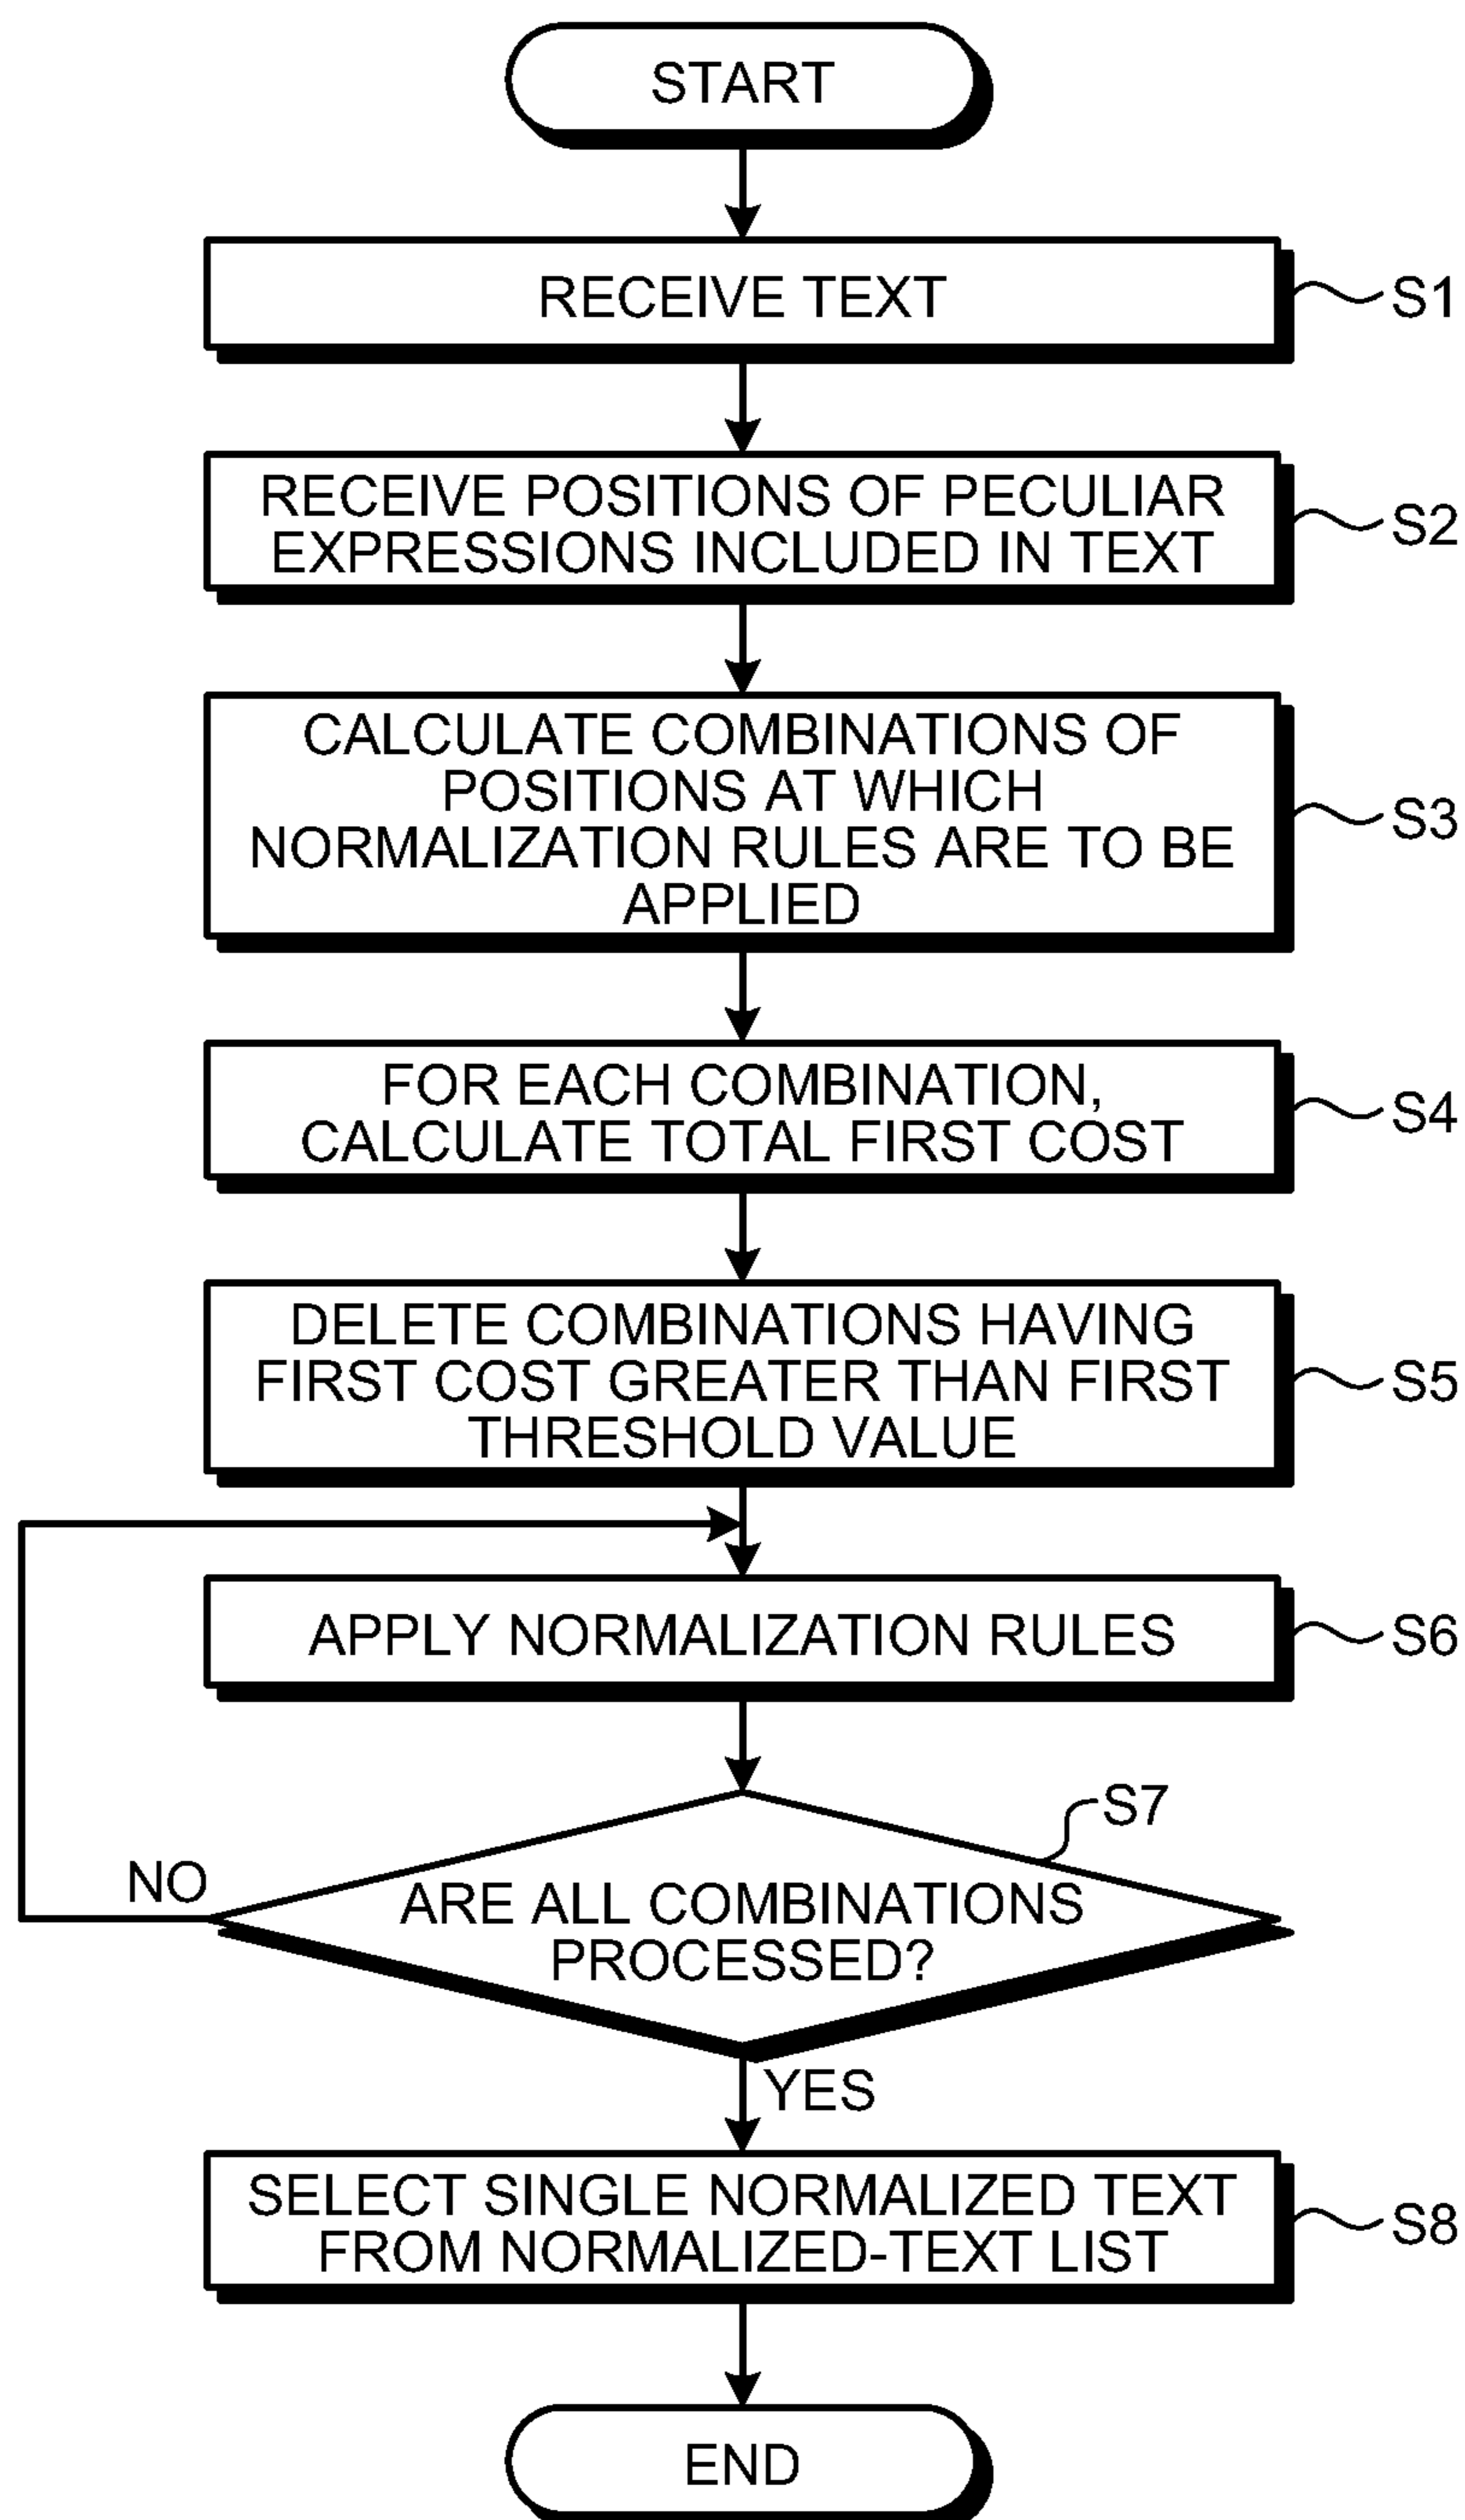 START
RECEIVE TEXT
S1
RECEIVE POSITIONS OF PECULIAR
EXPRESSIONS INCLUDED IN TEXT
S2
CALCULATE COMBINATIONS OF
POSITIONS AT WHICH
NORMALIZATION RULES ARE TO BE
APPLIED
S3
FOR EACH COMBINATION,
CALCULATE TOTAL FIRST COST
S4
DELETE COMBINATIONS HAVING
FIRST COST GREATER THAN FIRST
THRESHOLD VALUE
S5
APPLY NORMALIZATION RULES
S6
S7
NO
ARE ALL COMBINATIONS
PROCESSED?
YES
SELECT SINGLE NORMALIZED TEXT
FROM NORMALIZED-TEXT LIST
S8
END